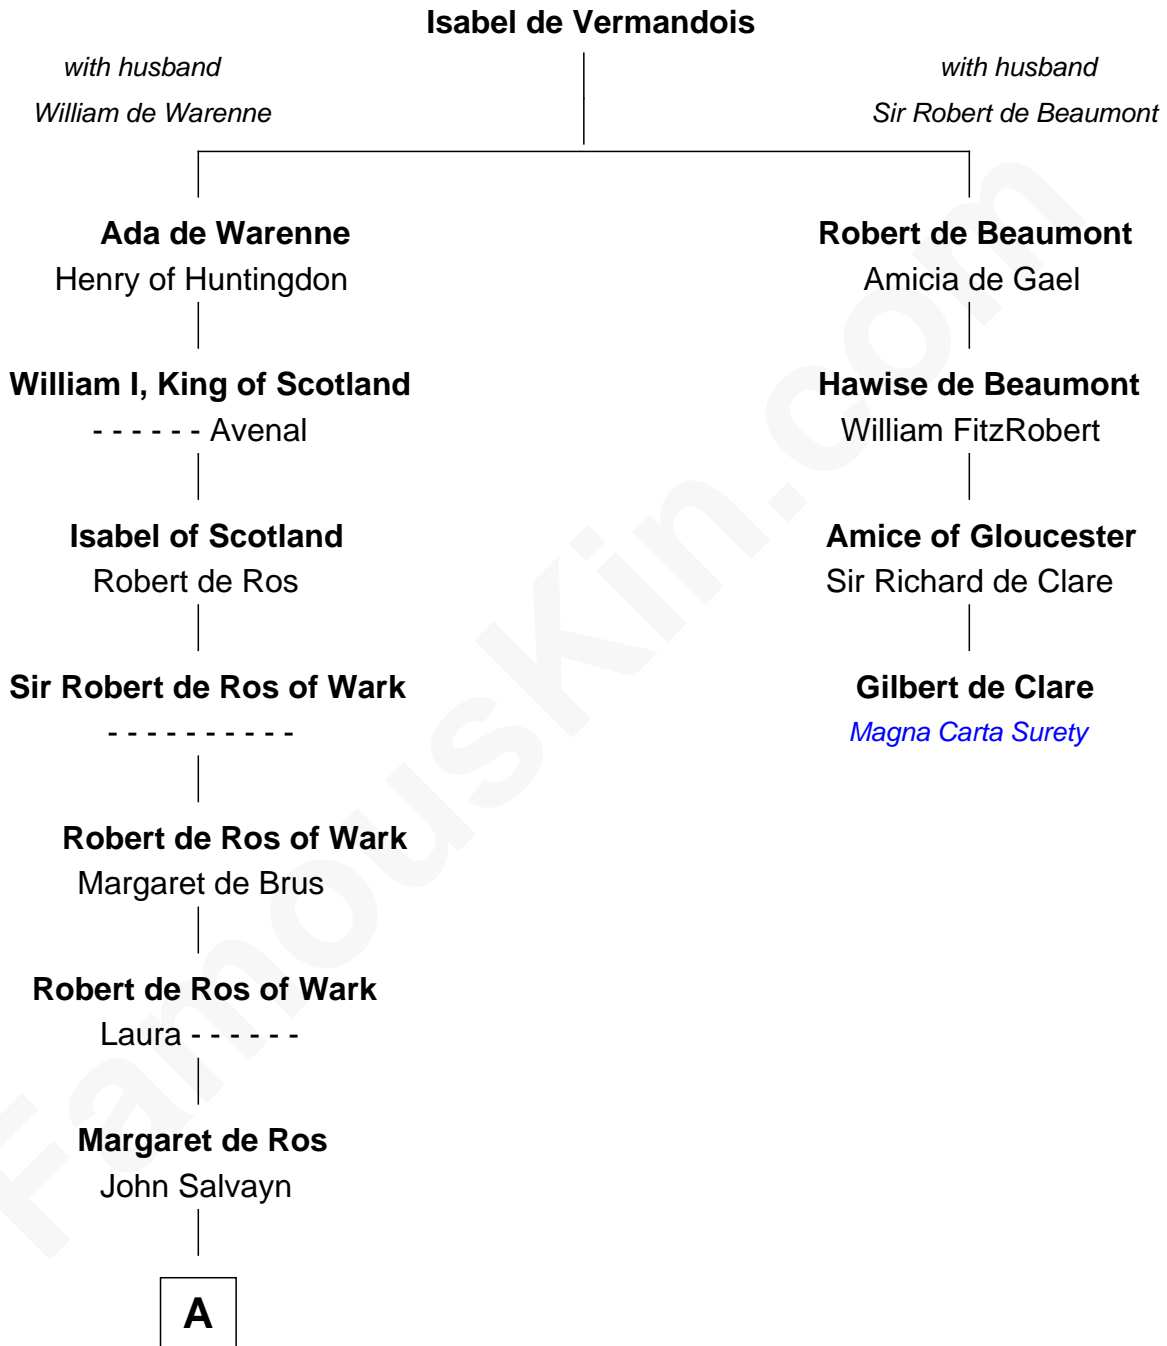 Isabel de Vermandois
with husband
William de Warenne
with husband
Sir Robert de Beaumont
Ada de Warenne
Henry of Huntingdon
Robert de Beaumont
Amicia de Gael
William I, King of Scotland
- - - - - - Avenal
Hawise de Beaumont
William FitzRobert
Isabel of Scotland
Robert de Ros
Amice of Gloucester
Sir Richard de Clare
Sir Robert de Ros of Wark
- - - - - - - - - -
Gilbert de Clare
Magna Carta Surety
Robert de Ros of Wark
Margaret de Brus
Robert de Ros of Wark
Laura - - - - - -
Margaret de Ros
John Salvayn
A
FamousKin.com